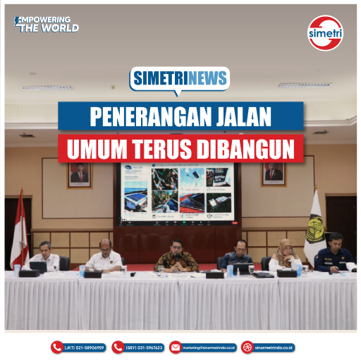 EMPOWERING
THE WORLD
simetri
SIMETRINEWS
PENERANGAN JALAN
UMUM TERUS DIBANGUN